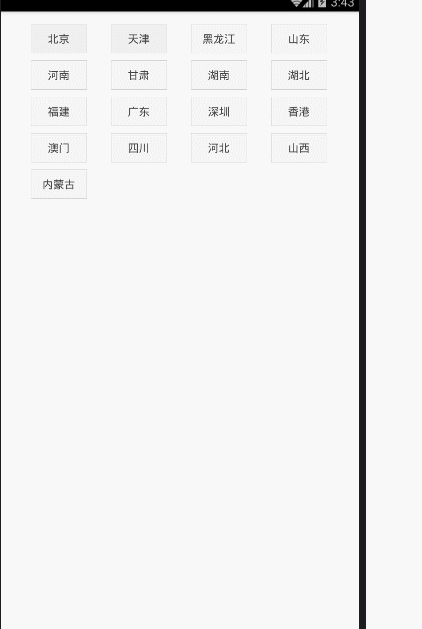 3:43
北京 天津 黑龙江 山东
河南 甘肃 湖南 湖北
福建 广东 深圳 香港
澳门 四川 河北 山西
内蒙古